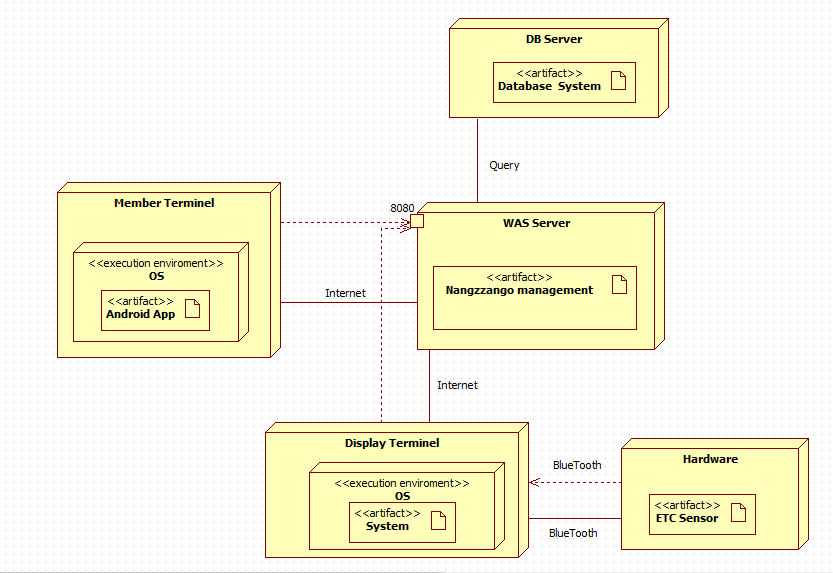 DB Server
<<artifact>>
Database System
Query
8080
Member Terminel
WAS Server
<<execution enviroment>>
OS
<<artifact>>
Android App
<<artifact>>
Nangzzango management
Internet
Internet
Display Terminel
<<execution enviroment>>
OS
<<artifact>>
System
BlueTooth
BlueTooth
Hardware
<<artifact>>
ETC Sensor